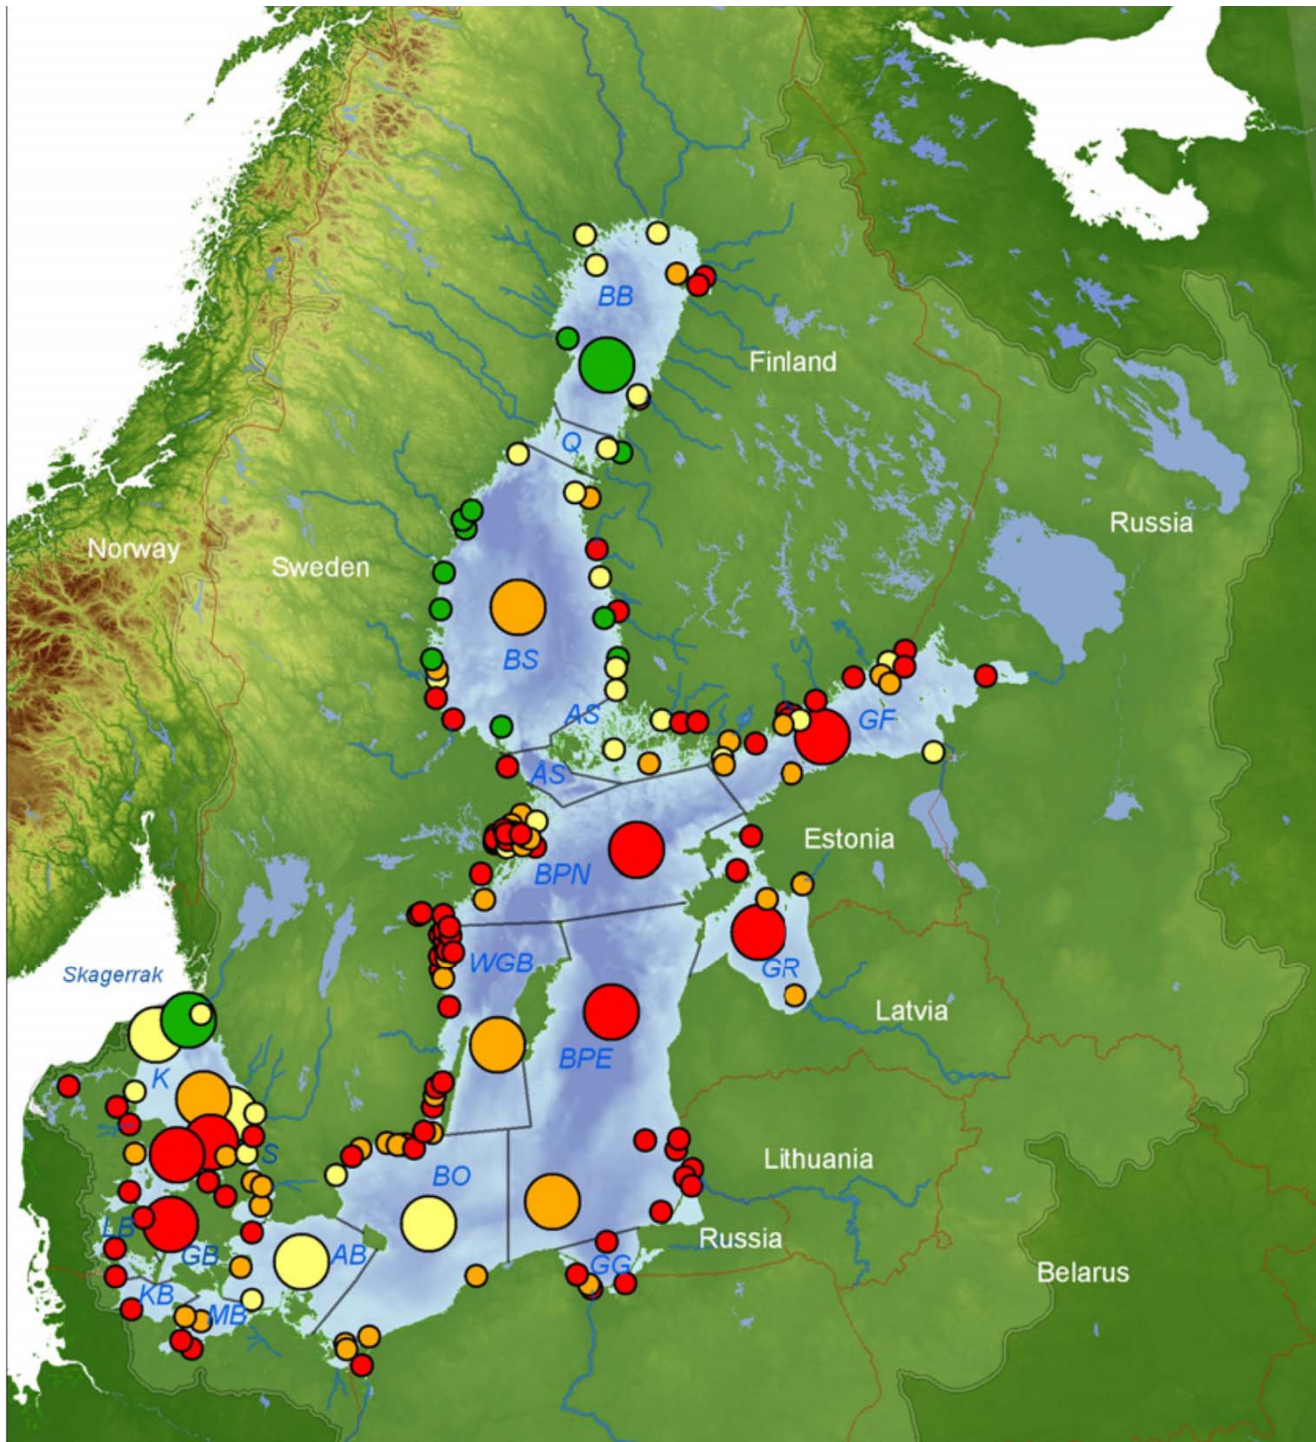 BB
Finland
Q
Russia
Norway
Sweden
BS
AS
GF
AS
Estonia
BPN
WGB
GR
Skagerrak
Latvia
BPE
K
S
Lithuania
BO
LB
GB
AB
Russia
GG
Belarus
KB
MB